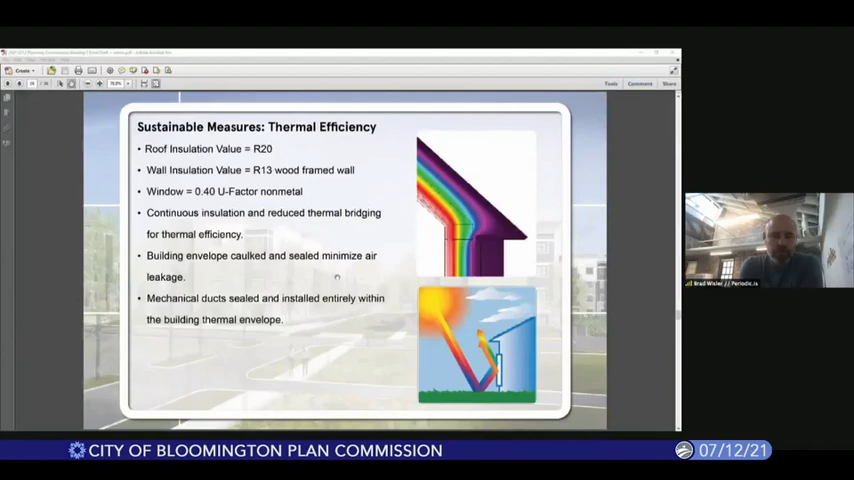 Create
Tools
Comment
Share
Sustainable Measures: Thermal Efficiency
• Roof Insulation Value = R20
• Wall Insulation Value = R13 wood framed wall
• Window = 0.40 U-Factor nonmetal
• Continuous insulation and reduced thermal bridging
for thermal efficiency.
• Building envelope caulked and sealed minimize air
leakage.
• Mechanical ducts sealed and installed entirely within
the building thermal envelope.
Brad Wisler // Periodic.is
CITY OF BLOOMINGTON PLAN COMMISSION
07/12/21